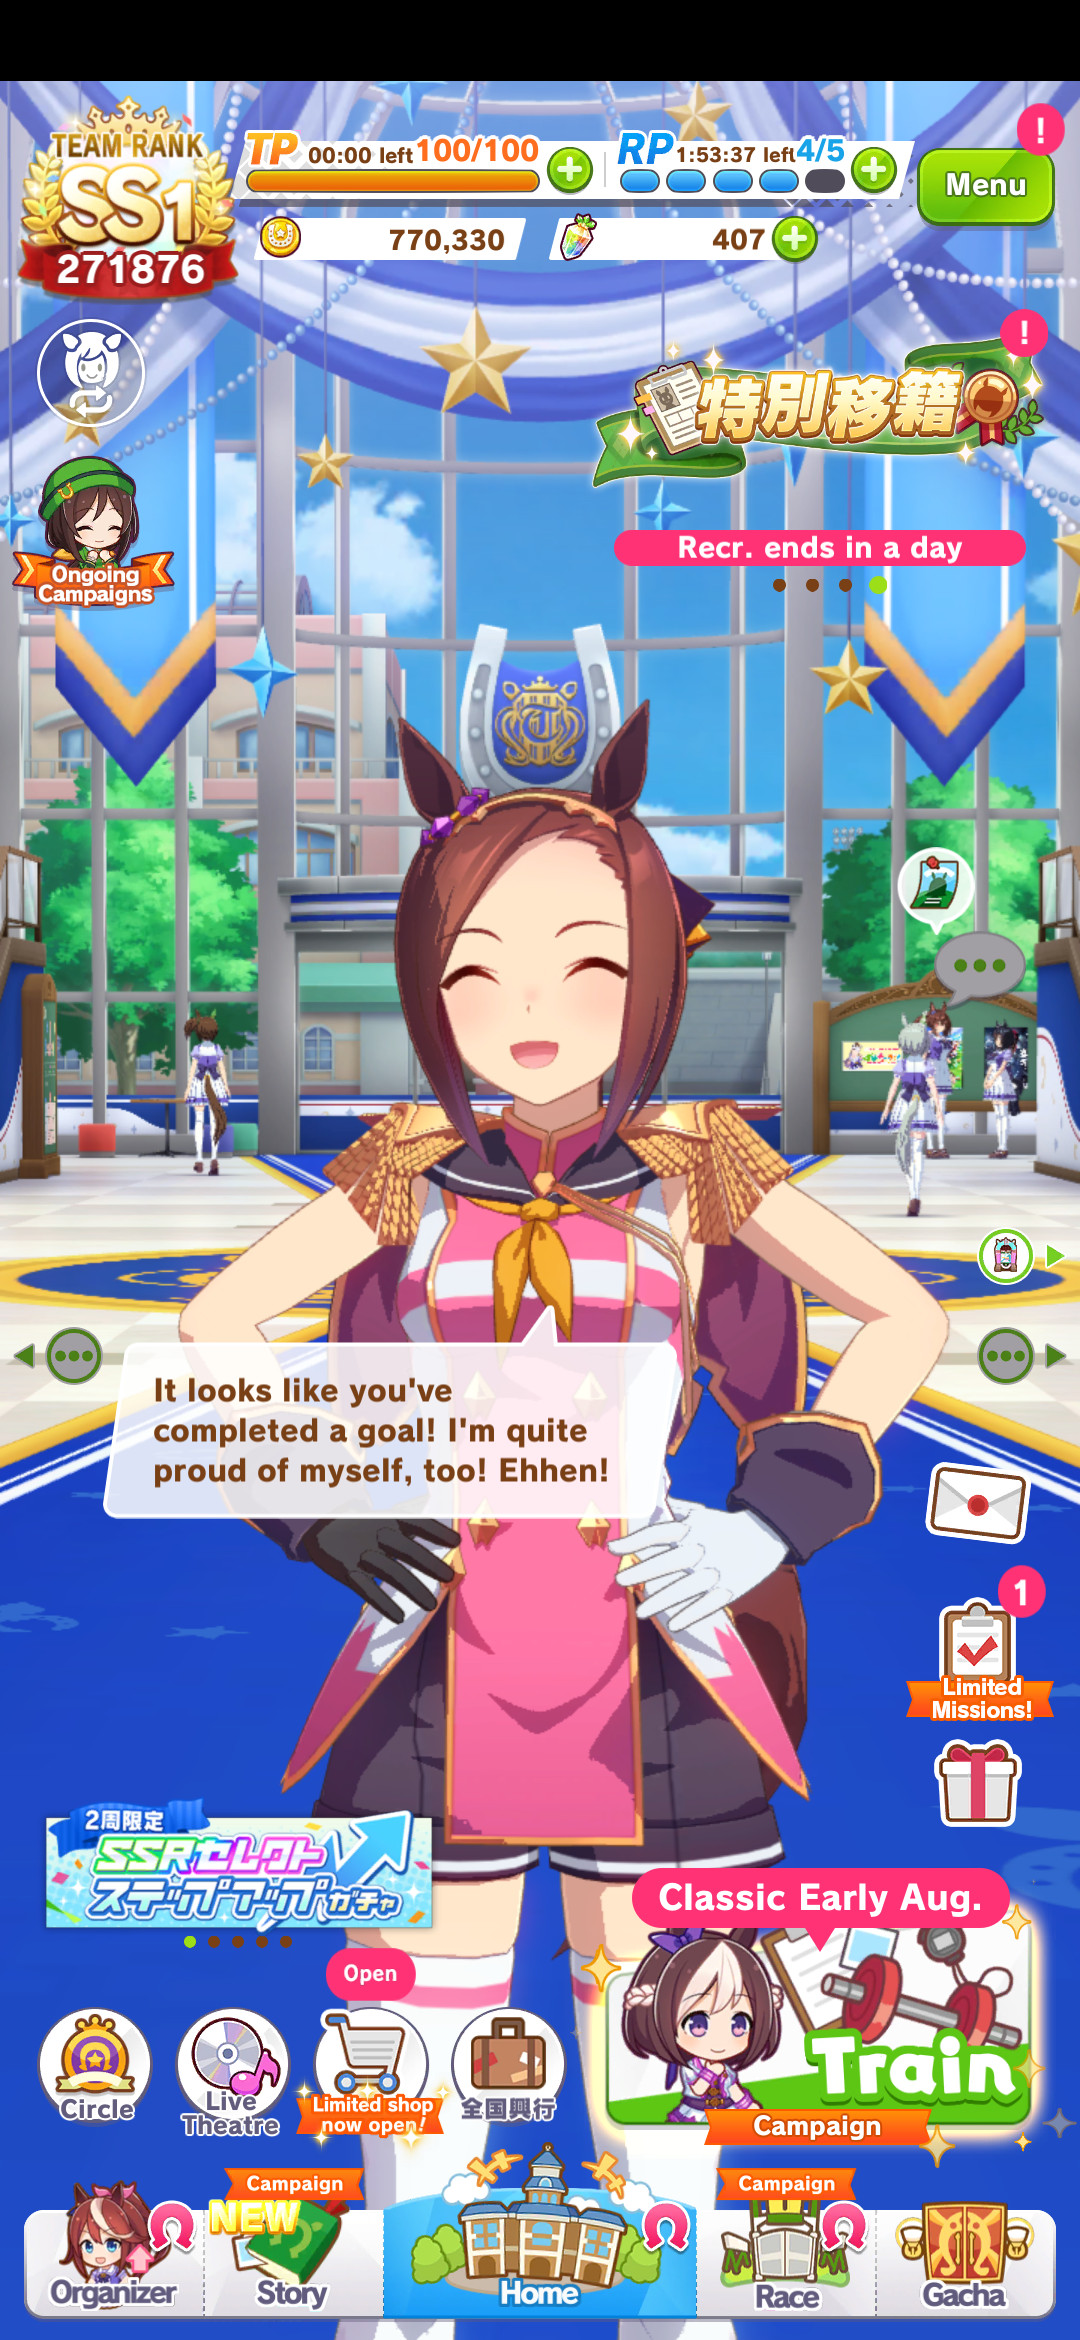 TEAM RANK
SS1
271876
TP 00:00 left 100/100
RP 1:53:37 left 4/5
!
Menu
770,330
407
!
特別移籍
Recr. ends in a day
Ongoing
Campaigns
It looks like you've
completed a goal! I'm quite
proud of myself, too! Ehhen!
1
Limited
Missions!
2周限定
SSRセレクト
ステップアップガチャ
Classic Early Aug.
Open
Train
Campaign
Circle
Live
Theatre
Limited shop
now open!
全国興行
Organizer
Campaign
NEW
Story
Home
Campaign
Race
Gacha